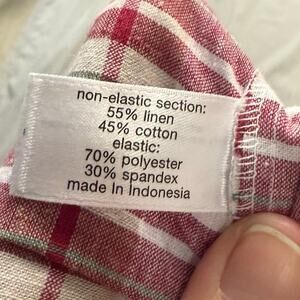 non-elastic section:
55% linen
45% cotton
elastic:
70% polyester
30% spandex
made In Indonesia